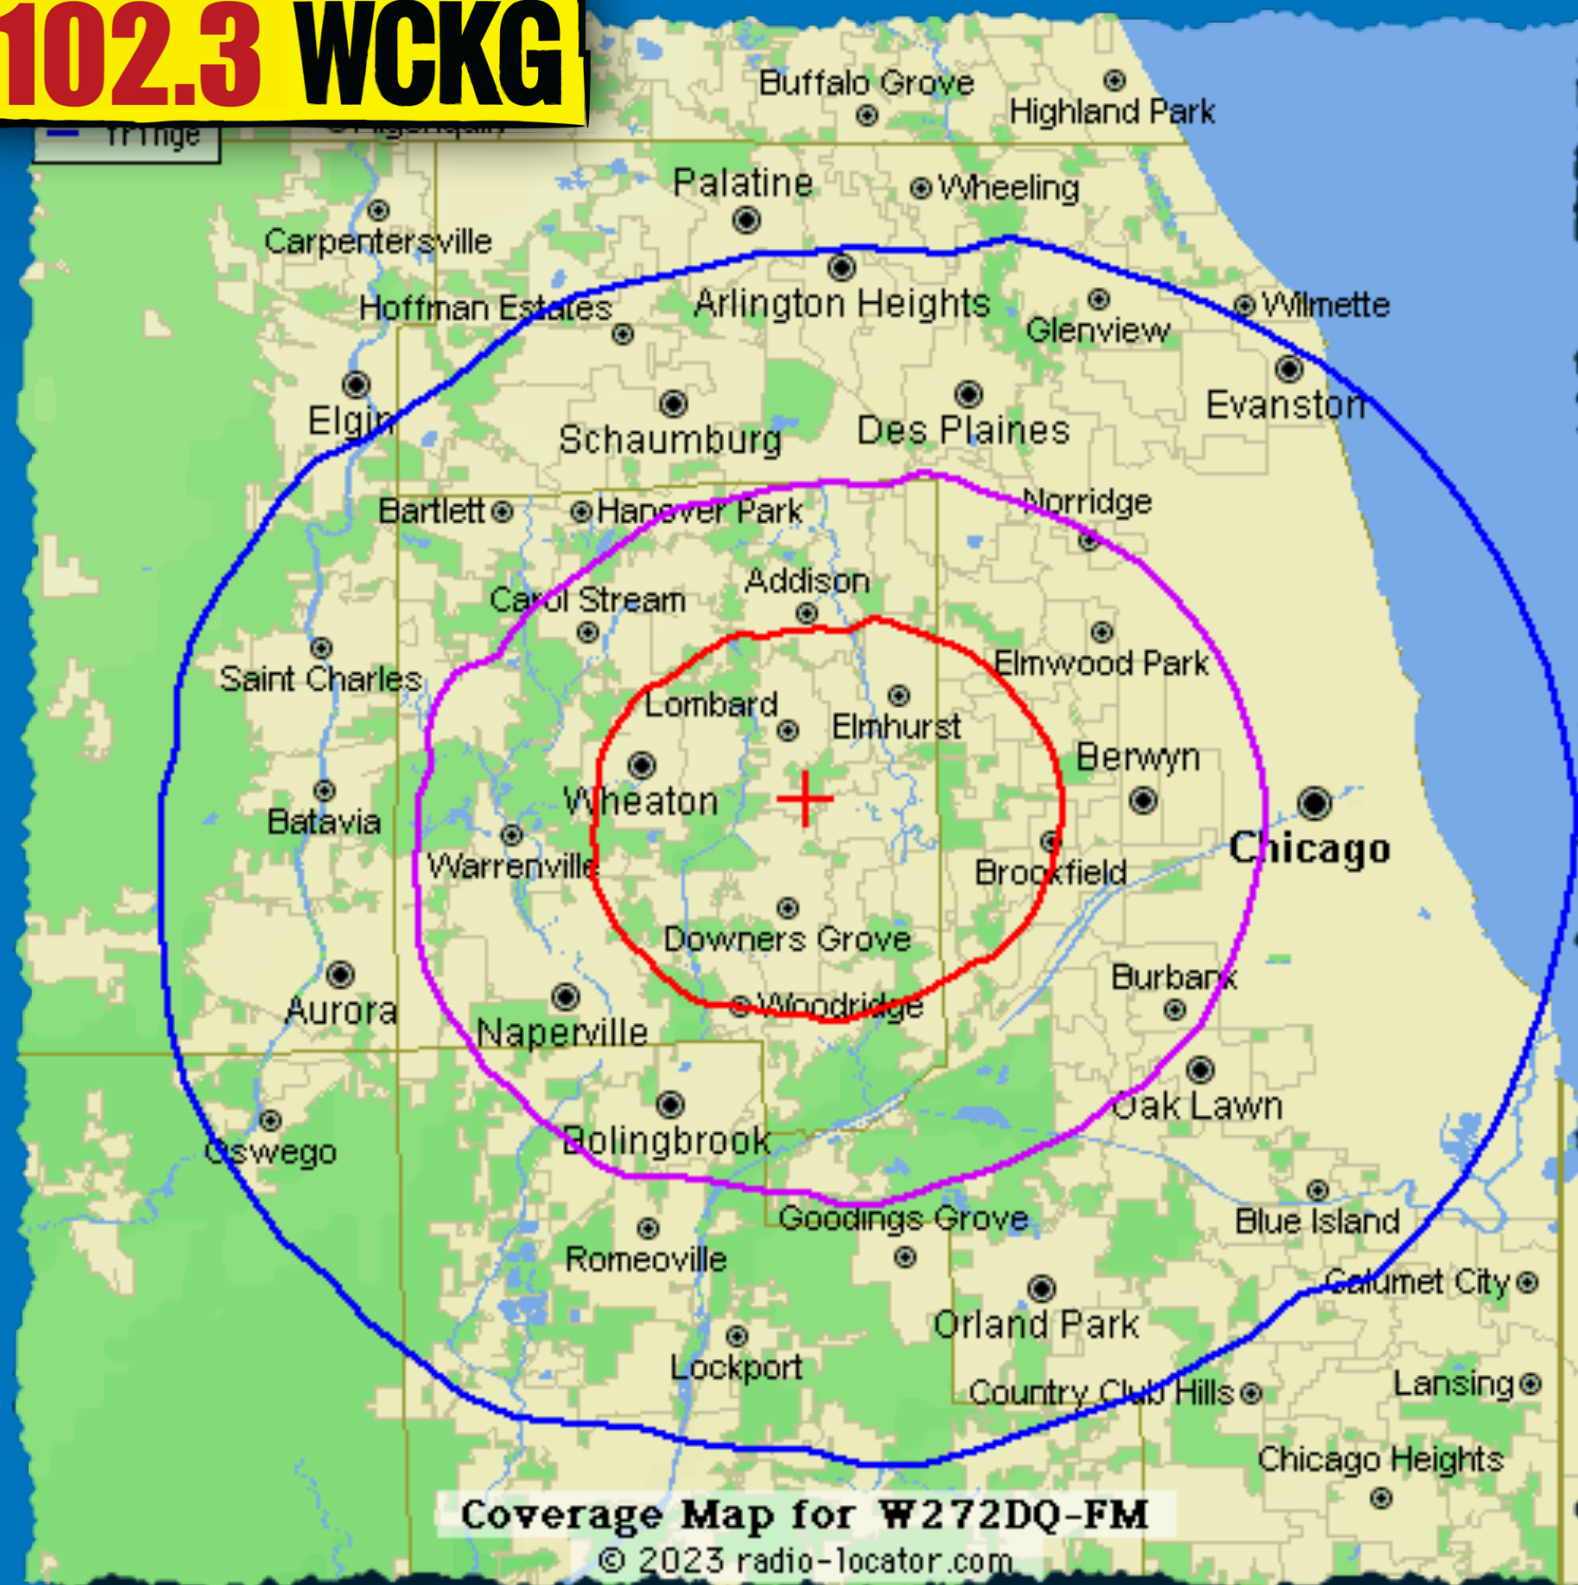 102.3 WCKG
fringe
Buffalo Grove
Highland Park
Palatine
Wheeling
Carpentersville
Hoffman Estates
Arlington Heights
Glenview
Wilmette
Elgin
Schaumburg
Des Plaines
Evanston
Bartlett
Hanover Park
Norridge
Addison
Carol Stream
Elmwood Park
Saint Charles
Lombard
Elmhurst
Berwyn
Wheaton
Batavia
Warrenville
Brookfield
Chicago
Downers Grove
Burbank
Aurora
Woodridge
Naperville
Oak Lawn
Bolingbrook
Oswego
Goodings Grove
Blue Island
Romeoville
Calumet City
Orland Park
Lockport
Country Club Hills
Lansing
Chicago Heights
Coverage Map for W272DQ-FM
© 2023 radio-locator.com